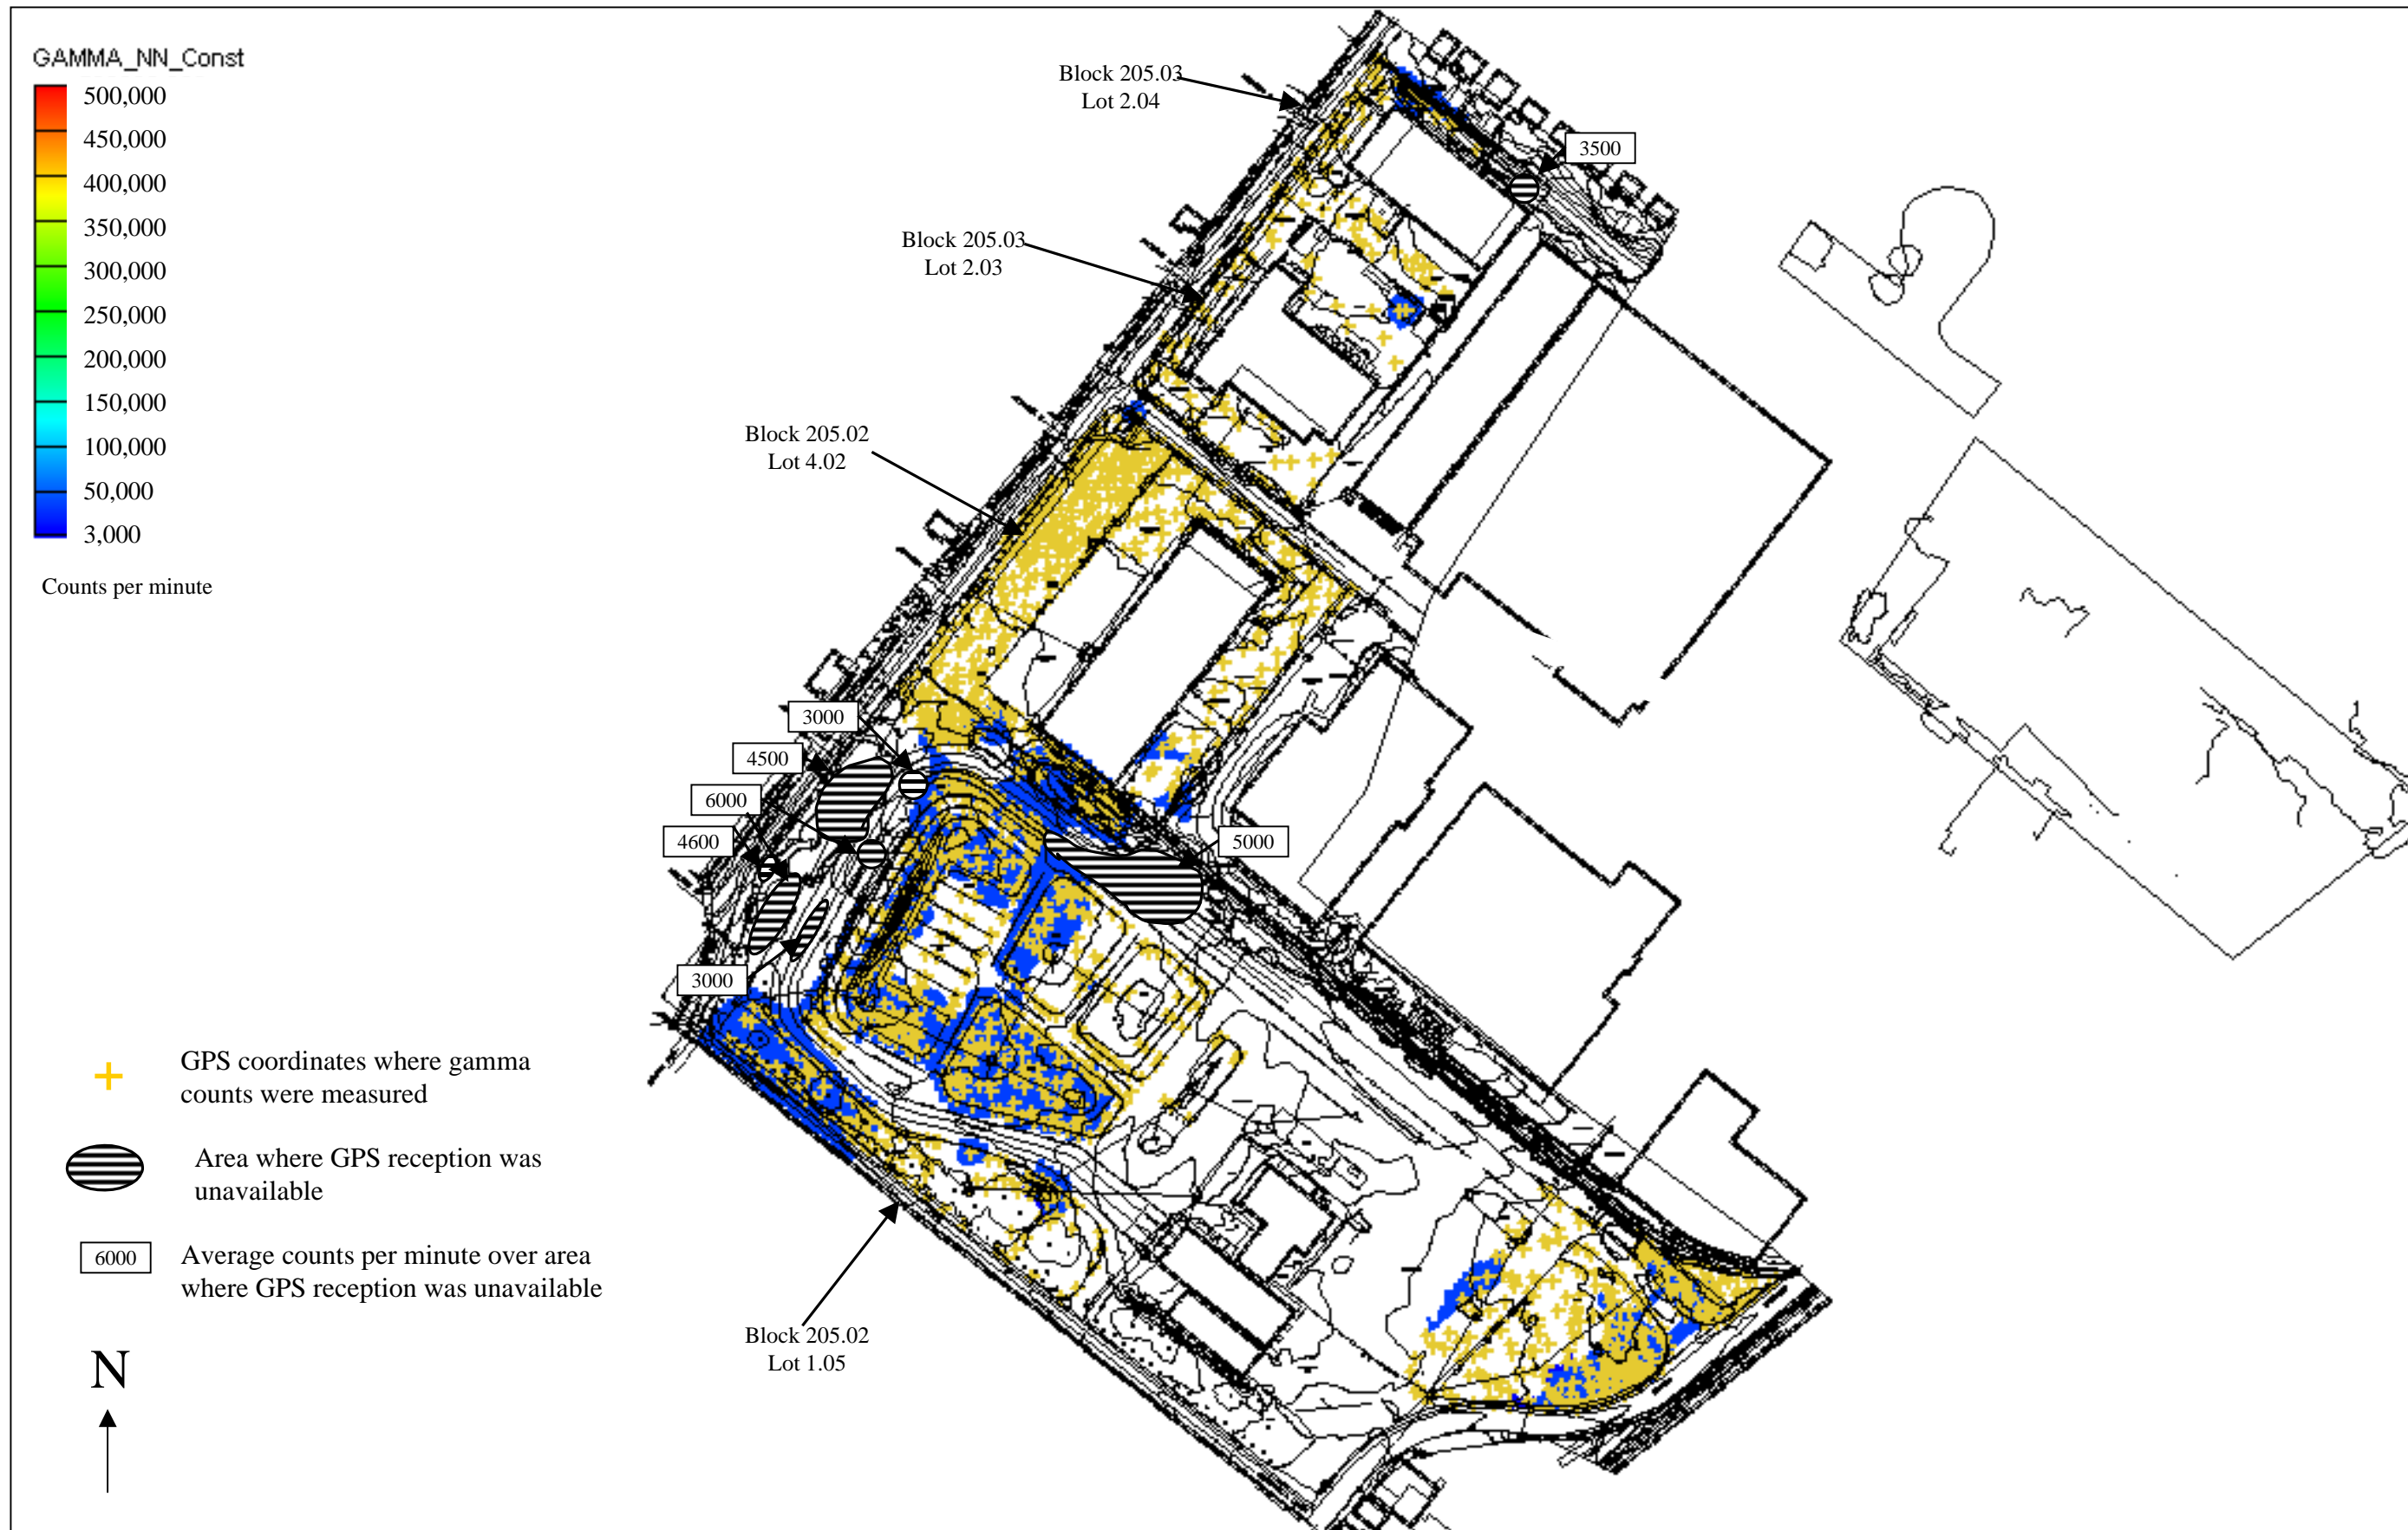 GAMMA_NN_Const
500,000
450,000
400,000
350,000
300,000
250,000
200,000
150,000
100,000
50,000
3,000
Counts per minute
Block 205.03
Lot 2.04
3500
Block 205.03
Lot 2.03
Block 205.02
Lot 4.02
3000
4500
6000
4600
5000
3000
GPS coordinates where gamma
counts were measured
Area where GPS reception was
unavailable
6000
Average counts per minute over area
where GPS reception was unavailable
Block 205.02
Lot 1.05
N